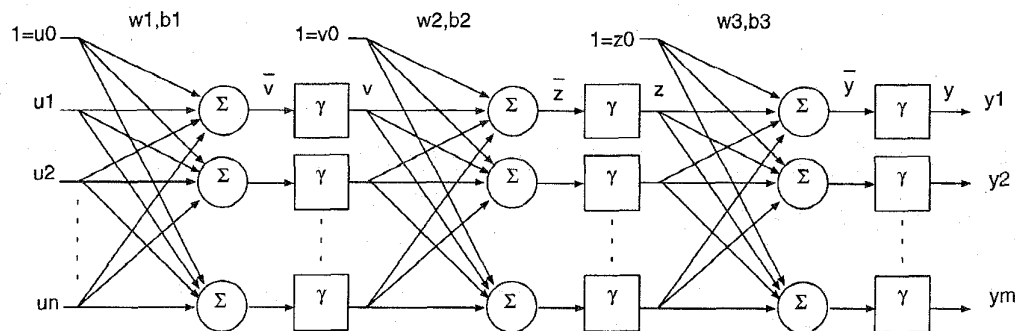 w1,b1 w2,b2 w3,b3
1=u0 1=v0 1=z0
v̄ v z̄ z ȳ y
u1 Σ γ Σ γ Σ γ y1
u2 Σ γ Σ γ Σ γ y2
un Σ γ Σ γ Σ γ ym